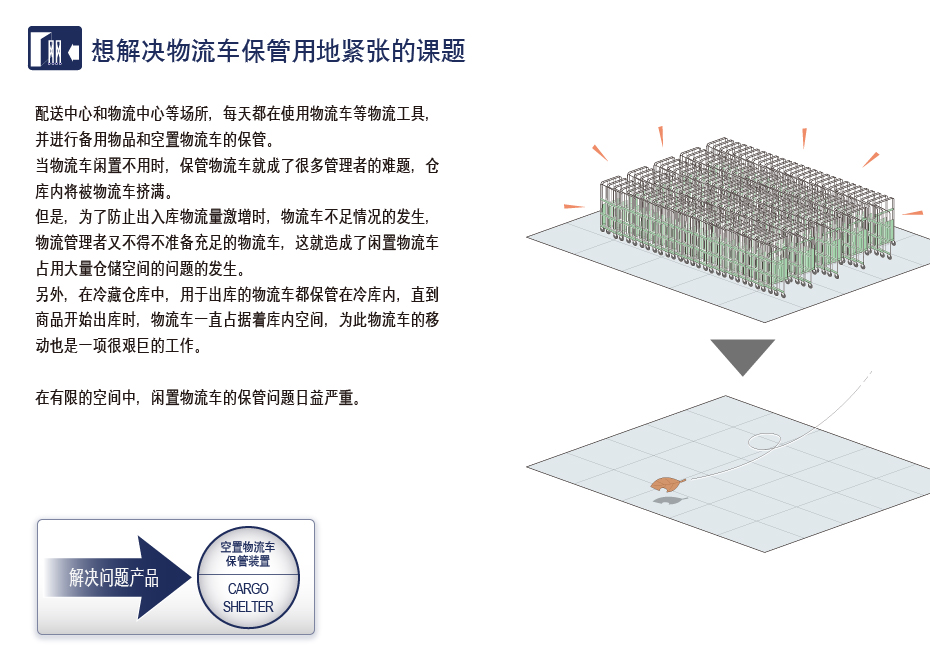 想解决物流车保管用地紧张的课题
配送中心和物流中心等场所，每天都在使用物流车等物流工具，
并进行备用物品和空置物流车的保管。
当物流车闲置不用时，保管物流车就成了很多管理者的难题，仓
库内将被物流车挤满。
但是，为了防止出入库物流量激增时，物流车不足情况的发生，
物流管理者又不得不准备充足的物流车，这就造成了闲置物流车
占用大量仓储空间的问题的发生。
另外，在冷藏仓库中，用于出库的物流车都保管在冷库内，直到
商品开始出库时，物流车一直占据着库内空间，为此物流车的移
动也是一项很艰巨的工作。
在有限的空间中，闲置物流车的保管问题日益严重。
解决问题产品
空置物流车
保管装置
CARGO
SHELTER